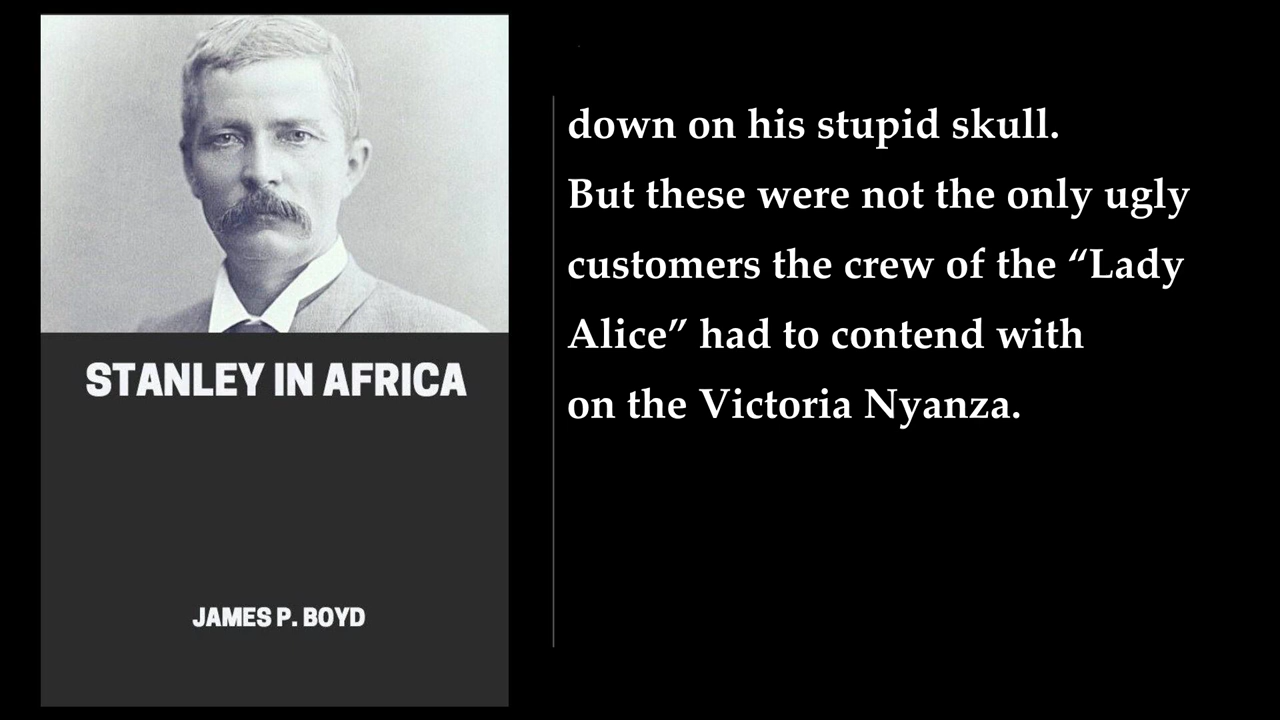 STANLEY IN AFRICA
JAMES P. BOYD
down on his stupid skull.
But these were not the only ugly
customers the crew of the “Lady
Alice” had to contend with
on the Victoria Nyanza.